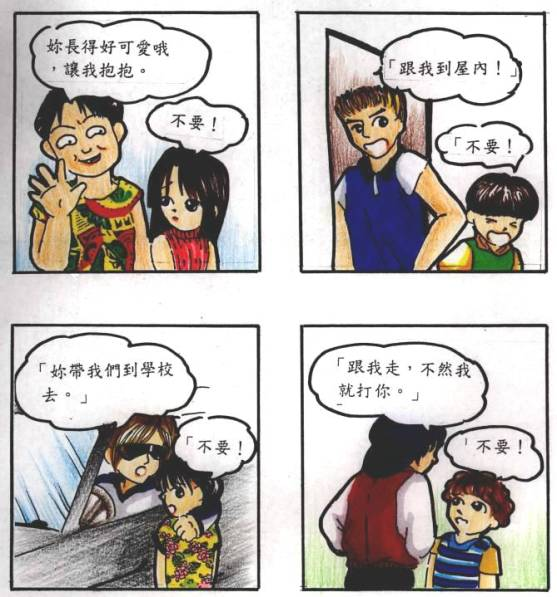 妳長得好可愛哦
，讓我抱抱。
不要！
「跟我到屋內！」
「不要！
「妳帶我們到學校
去。」
「不要！
「跟我走，不然我
就打你。」
「不要！